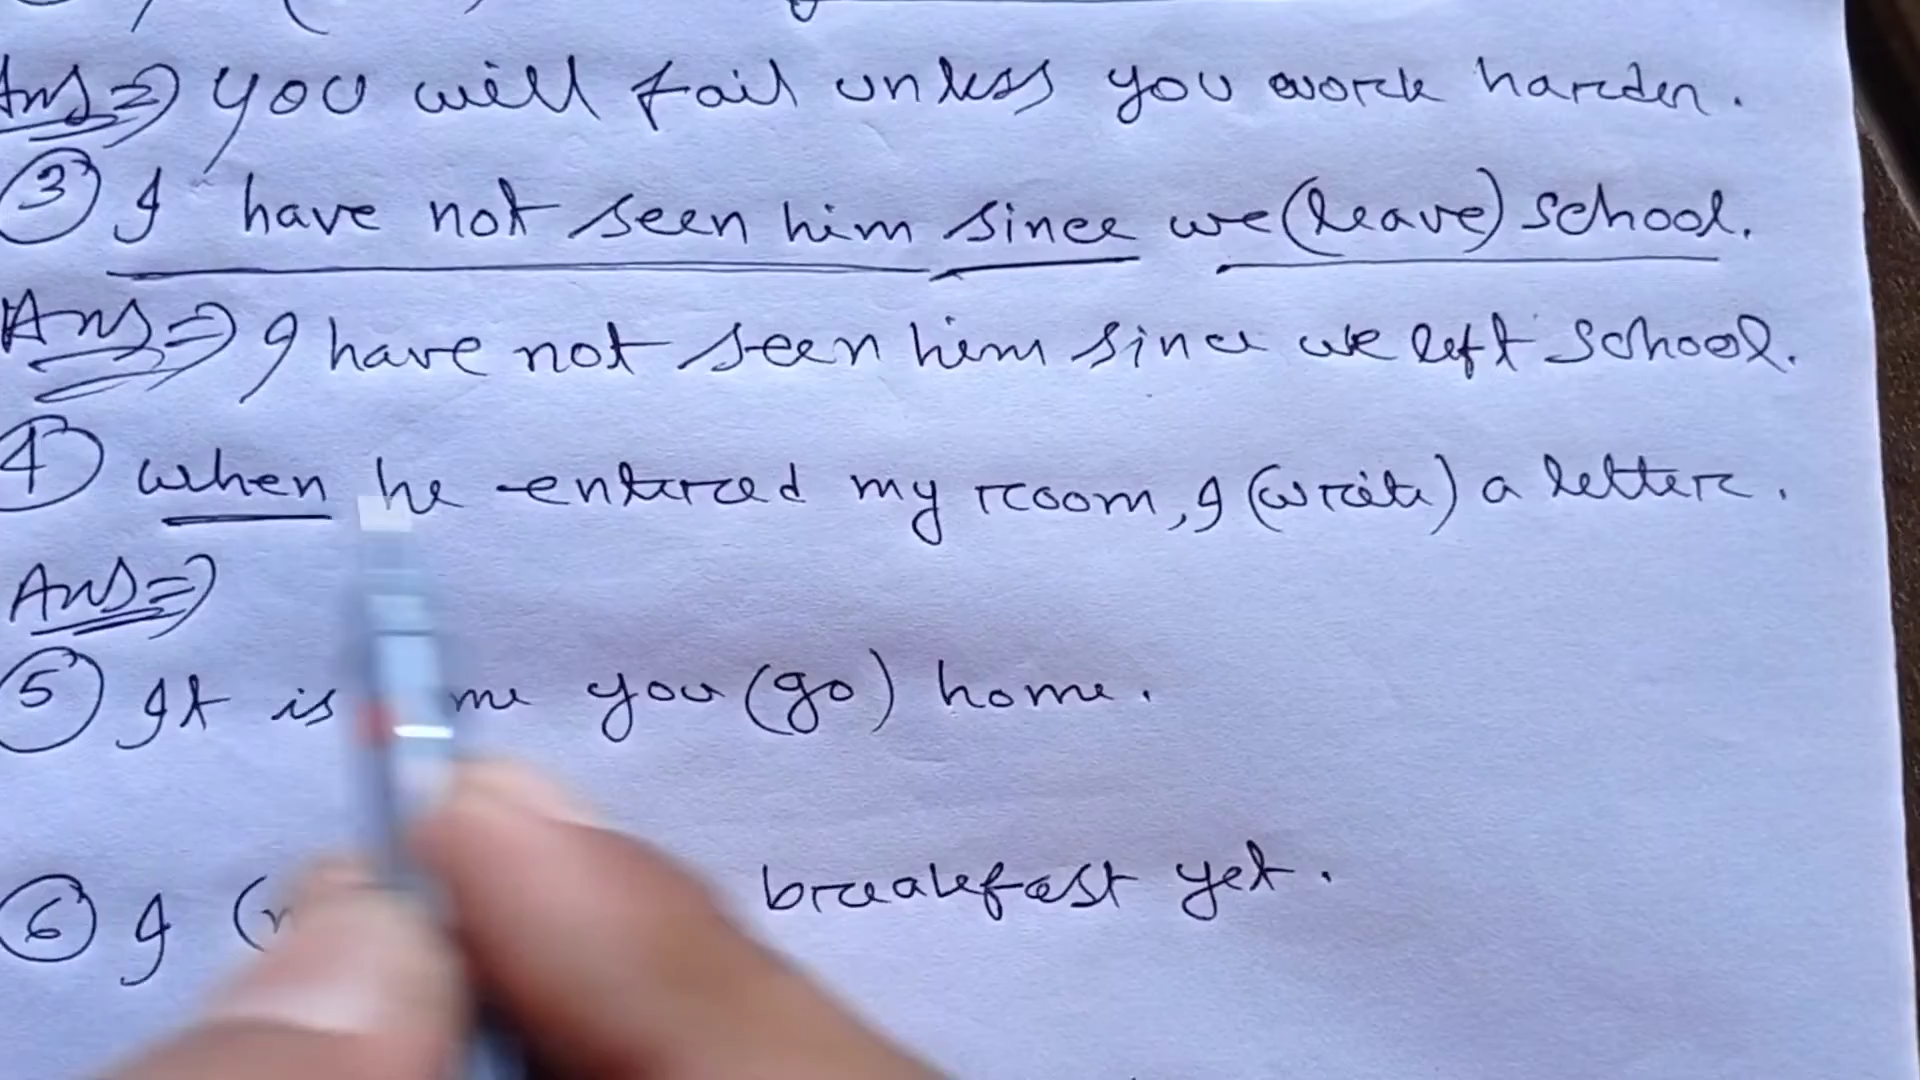 Ans⇒ you will fail unless you work harder.
③ I have not seen him since we (leave) school.
Ans⇒ I have not seen him since we left school.
④ when he entered my room, I (write) a letter.
Ans⇒
⑤ It is me you (go) home.
⑥ I ( breakfast yet.